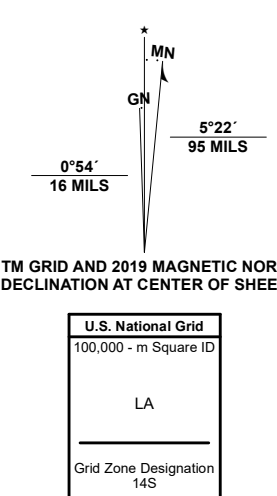 ★
MN
GN
5°22´
95 MILS
0°54´
16 MILS
TM GRID AND 2019 MAGNETIC NOR
DECLINATION AT CENTER OF SHEE
U.S. National Grid
100,000 - m Square ID
LA
Grid Zone Designation
14S